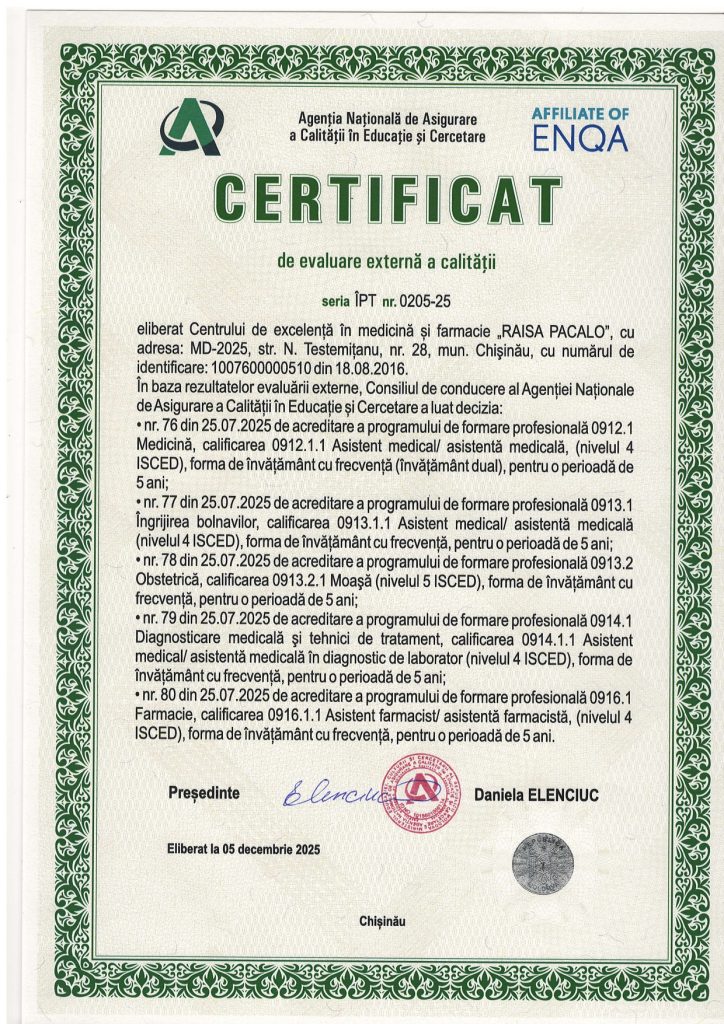 Agenția Națională de Asigurare
a Calității în Educație și Cercetare
AFFILIATE OF
ENQA
CERTIFICAT
de evaluare externă a calității
seria ÎPT nr. 0205-25
eliberat Centrului de excelență în medicină și farmacie „RAISA PACALO”, cu
adresa: MD-2025, str. N. Testemițanu, nr. 28, mun. Chișinău, cu numărul de
identificare: 1007600000510 din 18.08.2016.
În baza rezultatelor evaluării externe, Consiliul de conducere al Agenției Naționale
de Asigurare a Calității în Educație și Cercetare a luat decizia:
• nr. 76 din 25.07.2025 de acreditare a programului de formare profesională 0912.1
Medicină, calificarea 0912.1.1 Asistent medical/ asistentă medicală, (nivelul 4
ISCED), forma de învățământ cu frecvență (învățământ dual), pentru o perioadă de
5 ani;
• nr. 77 din 25.07.2025 de acreditare a programului de formare profesională 0913.1
Îngrijirea bolnavilor, calificarea 0913.1.1 Asistent medical/ asistentă medicală
(nivelul 4 ISCED), forma de învățământ cu frecvență, pentru o perioadă de 5 ani;
• nr. 78 din 25.07.2025 de acreditare a programului de formare profesională 0913.2
Obstetrică, calificarea 0913.2.1 Moașă (nivelul 5 ISCED), forma de învățământ cu
frecvență, pentru o perioadă de 5 ani;
• nr. 79 din 25.07.2025 de acreditare a programului de formare profesională 0914.1
Diagnosticare medicală și tehnici de tratament, calificarea 0914.1.1 Asistent
medical/ asistentă medicală în diagnostic de laborator (nivelul 4 ISCED), forma de
învățământ cu frecvență, pentru o perioadă de 5 ani;
• nr. 80 din 25.07.2025 de acreditare a programului de formare profesională 0916.1
Farmacie, calificarea 0916.1.1 Asistent farmacist/ asistentă farmacistă, (nivelul 4
ISCED), forma de învățământ cu frecvență, pentru o perioadă de 5 ani.
Președinte
Elenciuc
Daniela ELENCIUC
Eliberat la 05 decembrie 2025
REPUBLICA
MOLDOVA
Chișinău